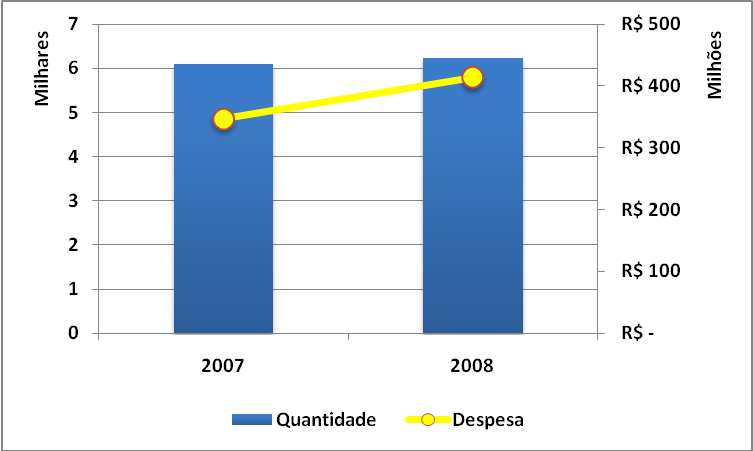 Milhares
7
6
5
4
3
2
1
0
R$ 500
R$ 400
R$ 300
R$ 200
R$ 100
R$ -
Milhões
2007 2008
Quantidade Despesa